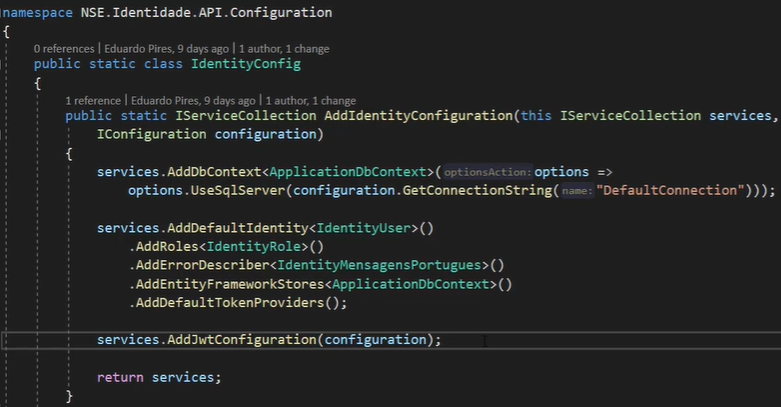 namespace NSE.Identidade.API.Configuration
{
0 references | Eduardo Pires, 9 days ago | 1 author, 1 change
public static class IdentityConfig
{
1 reference | Eduardo Pires, 9 days ago | 1 author, 1 change
public static IServiceCollection AddIdentityConfiguration(this IServiceCollection services,
IConfiguration configuration)
{
services.AddDbContext<ApplicationDbContext>(optionsAction: options =>
options.UseSqlServer(configuration.GetConnectionString(name: "DefaultConnection")));
services.AddDefaultIdentity<IdentityUser>()
.AddRoles<IdentityRole>()
.AddErrorDescriber<IdentityMensagensPortugues>()
.AddEntityFrameworkStores<ApplicationDbContext>()
.AddDefaultTokenProviders();
services.AddJwtConfiguration(configuration);
return services;
}